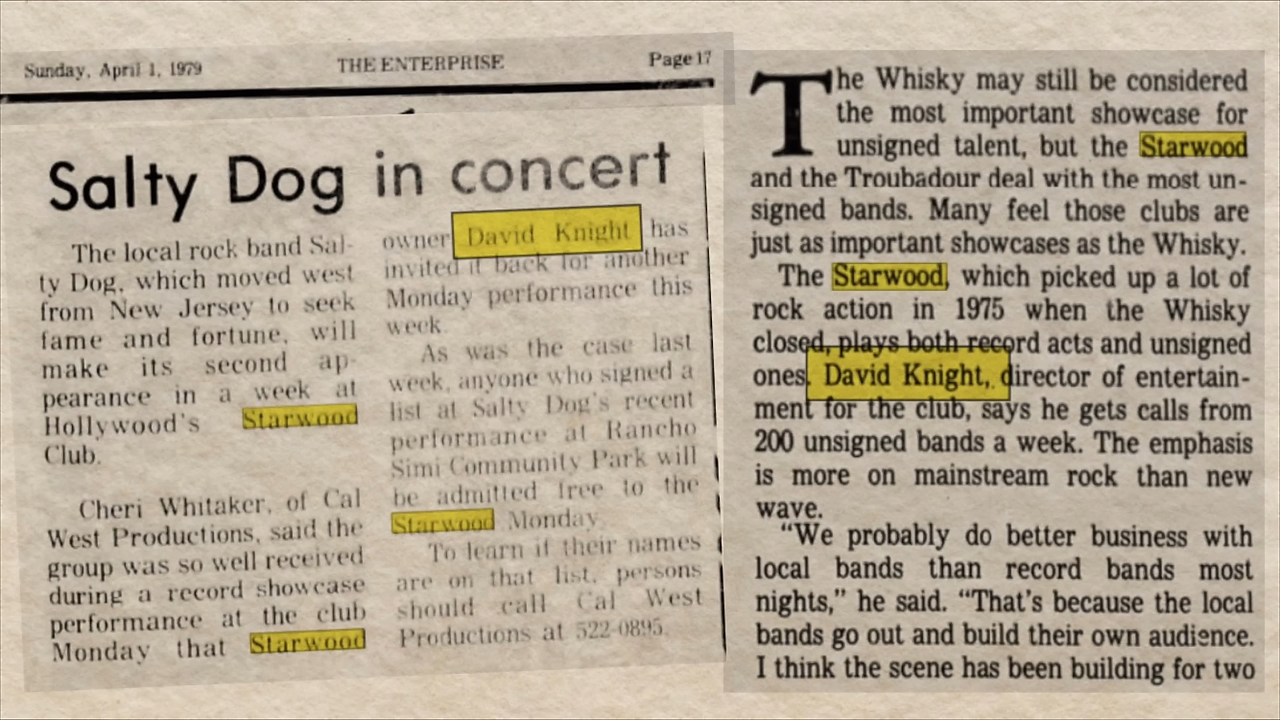 Sunday, April 1, 1979 THE ENTERPRISE Page 17
Salty Dog in concert
The local rock band Sal-
ty Dog, which moved west
from New Jersey to seek
fame and fortune, will
make its second ap-
pearance in a week at
Hollywood's Starwood
Club.
Cheri Whitaker, of Cal
West Productions, said the
group was so well received
during a record showcase
performance at the club
Monday that Starwood
owner David Knight has
invited it back for another
Monday performance this
week.
As was the case last
week, anyone who signed a
list at Salty Dog's recent
performance at Rancho
Simi Community Park will
be admitted free to the
Starwood Monday.
To learn if their names
are on that list, persons
should call Cal West
Productions at 522-0895.
The Whisky may still be considered
the most important showcase for
unsigned talent, but the Starwood
and the Troubadour deal with the most un-
signed bands. Many feel those clubs are
just as important showcases as the Whisky.
The Starwood, which picked up a lot of
rock action in 1975 when the Whisky
closed, plays both record acts and unsigned
ones. David Knight, director of entertain-
ment for the club, says he gets calls from
200 unsigned bands a week. The emphasis
is more on mainstream rock than new
wave.
"We probably do better business with
local bands than record bands most
nights," he said. "That's because the local
bands go out and build their own audience.
I think the scene has been building for two